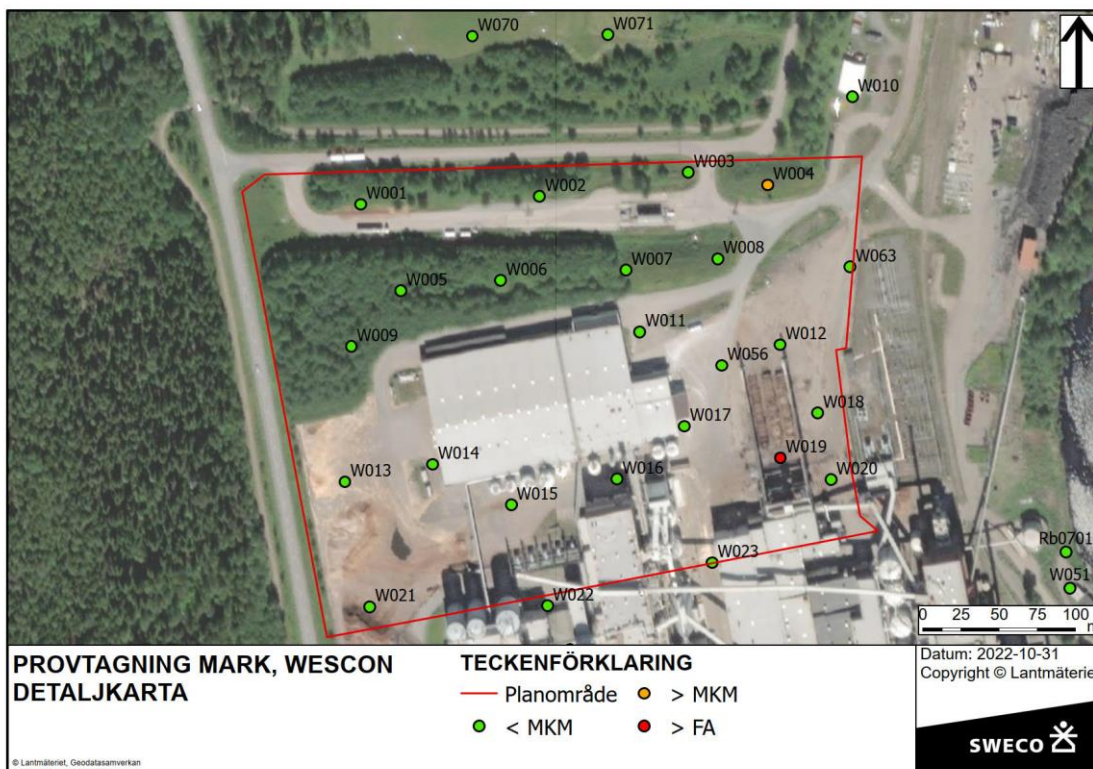 W070
W071
W010
W003
W004
W002
W001
W008
W063
W007
W006
W005
W011
W012
W009
W056
W018
W017
W019
W014
W016
W020
W013
W015
Rb0701
W023
W051
W021
W022
0 25 50 75 100
m
PROVTAGNING MARK, WESCON
DETALJKARTA
TECKENFÖRKLARING
Planområde
> MKM
< MKM
> FA
Datum: 2022-10-31
Copyright © Lantmäterie
SWECO
© Lantmäteriet, Geodatasamverkan